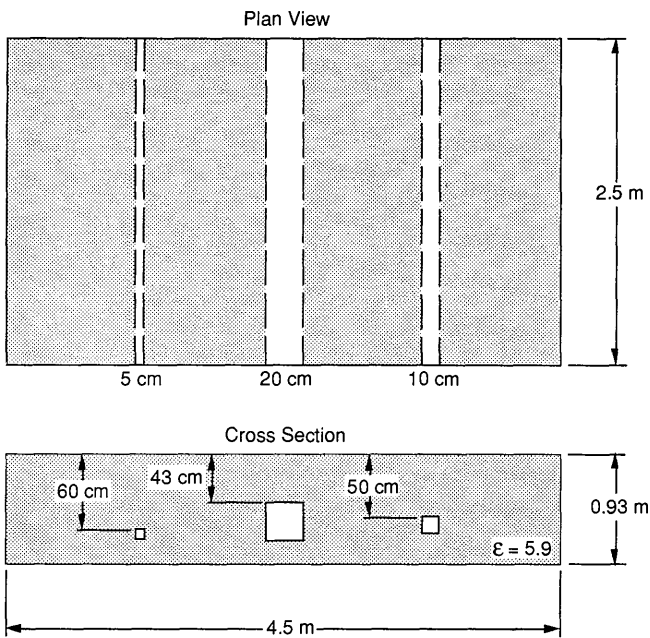 Plan View
2.5 m
5 cm
20 cm
10 cm
Cross Section
60 cm
43 cm
50 cm
0.93 m
ε = 5.9
4.5 m